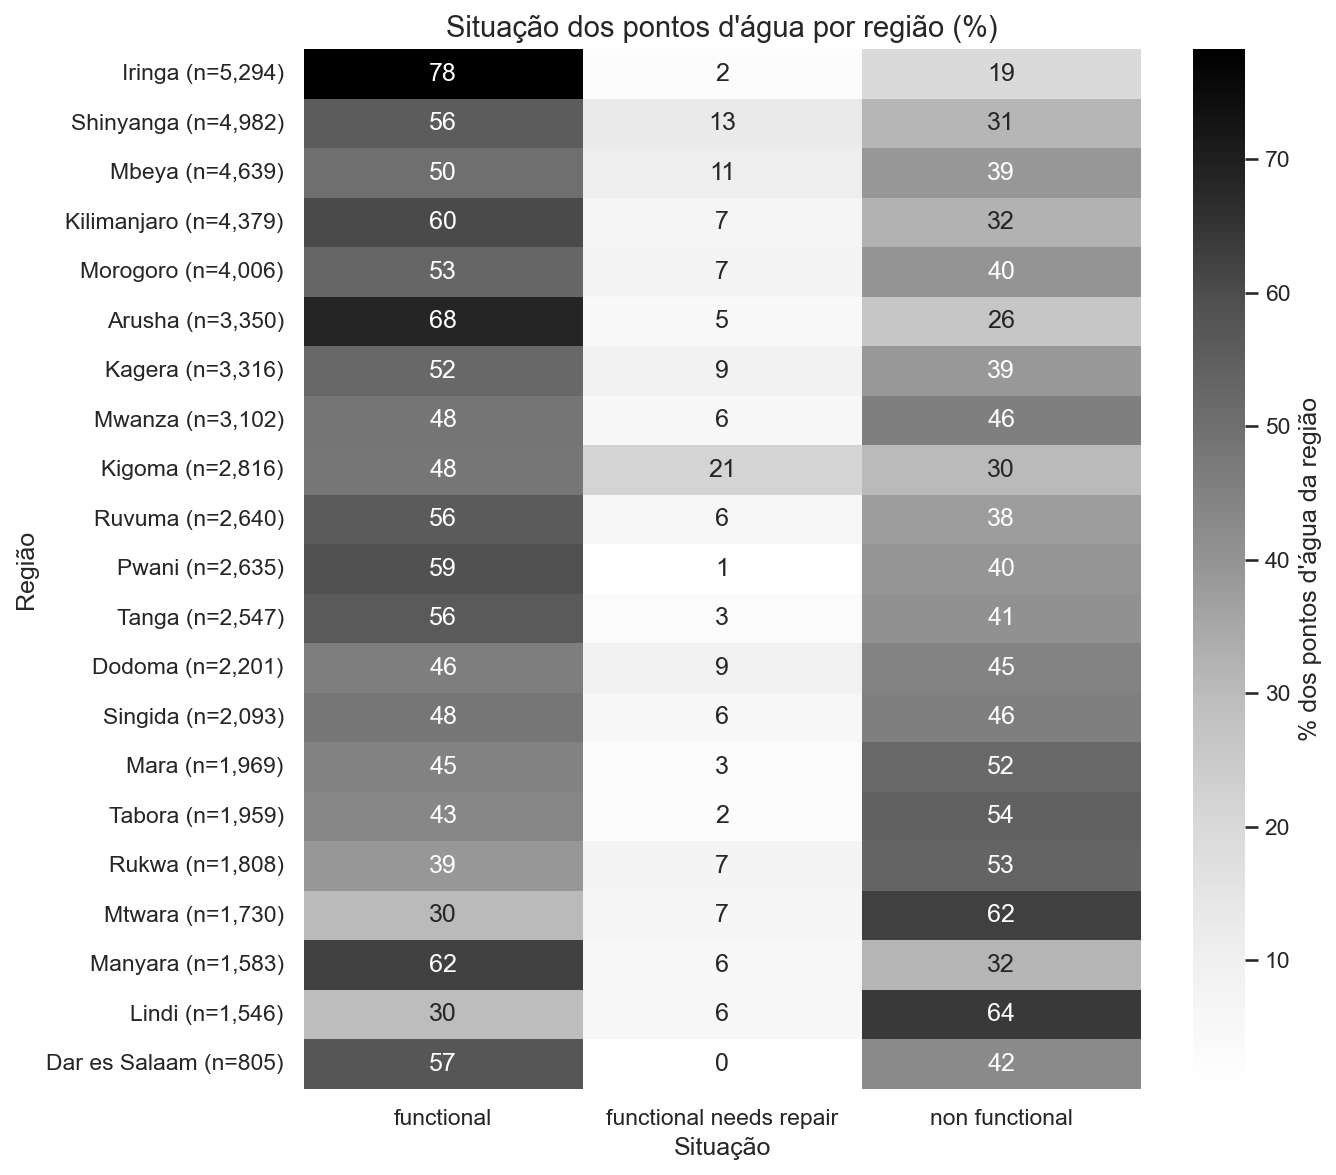 Situação dos pontos d'água por região (%)
Iringa (n=5,294) 78 2 19
Shinyanga (n=4,982) 56 13 31
Mbeya (n=4,639) 50 11 39
Kilimanjaro (n=4,379) 60 7 32
Morogoro (n=4,006) 53 7 40
Arusha (n=3,350) 68 5 26
Kagera (n=3,316) 52 9 39
Mwanza (n=3,102) 48 6 46
Kigoma (n=2,816) 48 21 30
Ruvuma (n=2,640) 56 6 38
Pwani (n=2,635) 59 1 40
Tanga (n=2,547) 56 3 41
Dodoma (n=2,201) 46 9 45
Singida (n=2,093) 48 6 46
Mara (n=1,969) 45 3 52
Tabora (n=1,959) 43 2 54
Rukwa (n=1,808) 39 7 53
Mtwara (n=1,730) 30 7 62
Manyara (n=1,583) 62 6 32
Lindi (n=1,546) 30 6 64
Dar es Salaam (n=805) 57 0 42
functional functional needs repair non functional
Situação
Região
70
60
50
40
30
20
10
% dos pontos d'água da região